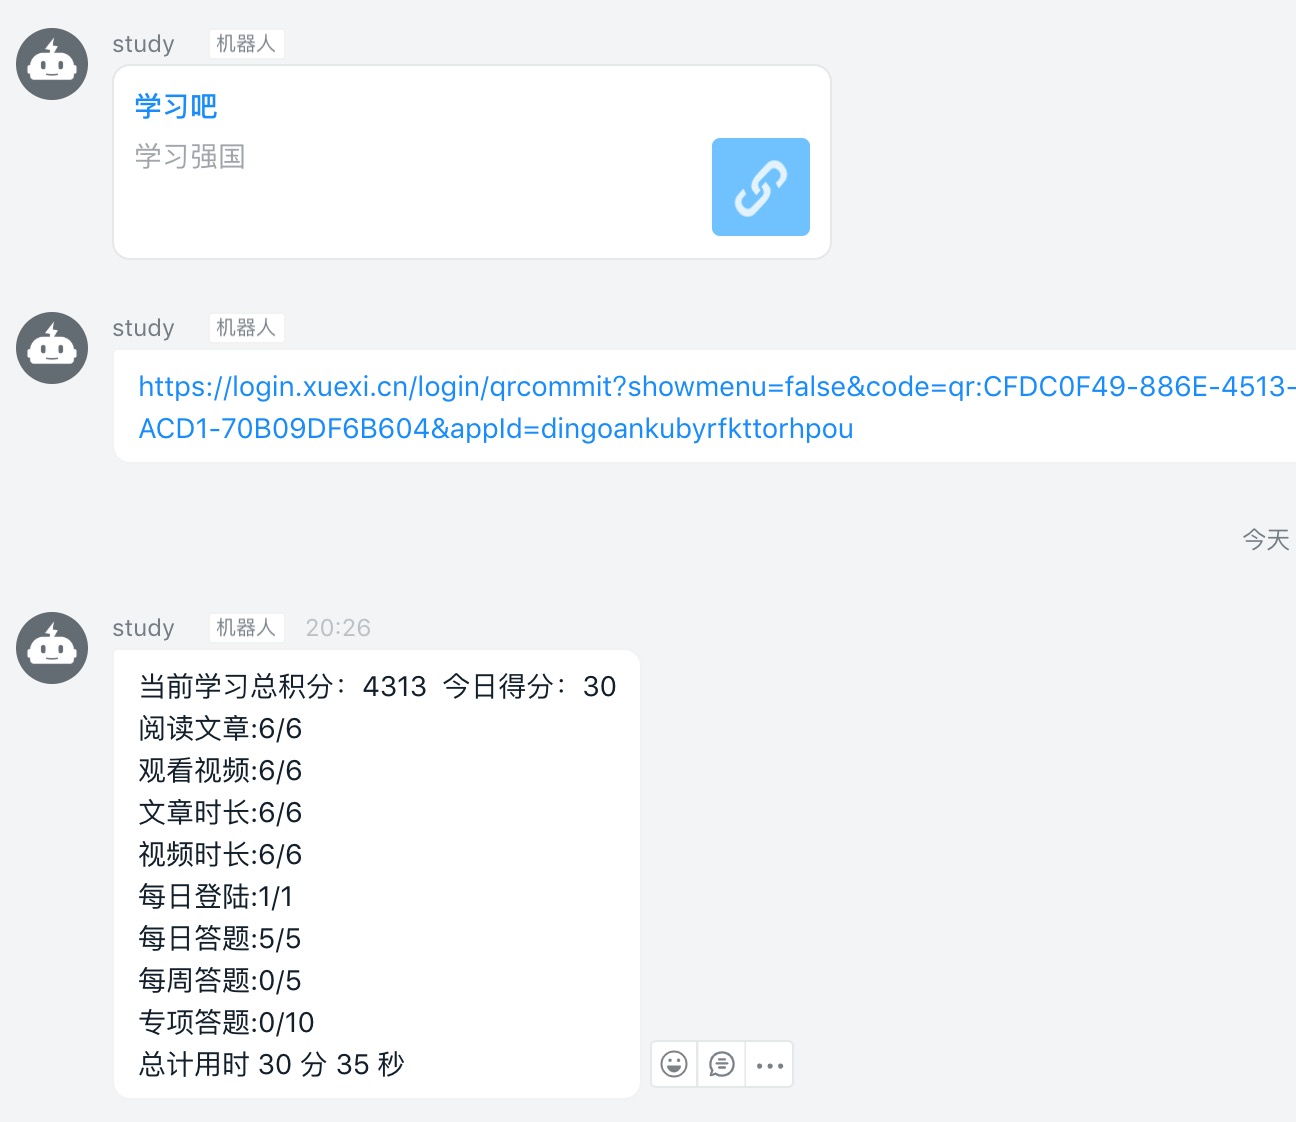 study 机器人
学习吧
学习强国
study 机器人
https://login.xuexi.cn/login/qrcommit?showmenu=false&code=qr:CFDC0F49-886E-4513-
ACD1-70B09DF6B604&appId=dingoankubyrfkttorhpou
今天
study 机器人 20:26
当前学习总积分：4313 今日得分：30
阅读文章:6/6
观看视频:6/6
文章时长:6/6
视频时长:6/6
每日登陆:1/1
每日答题:5/5
每周答题:0/5
专项答题:0/10
总计用时 30 分 35 秒